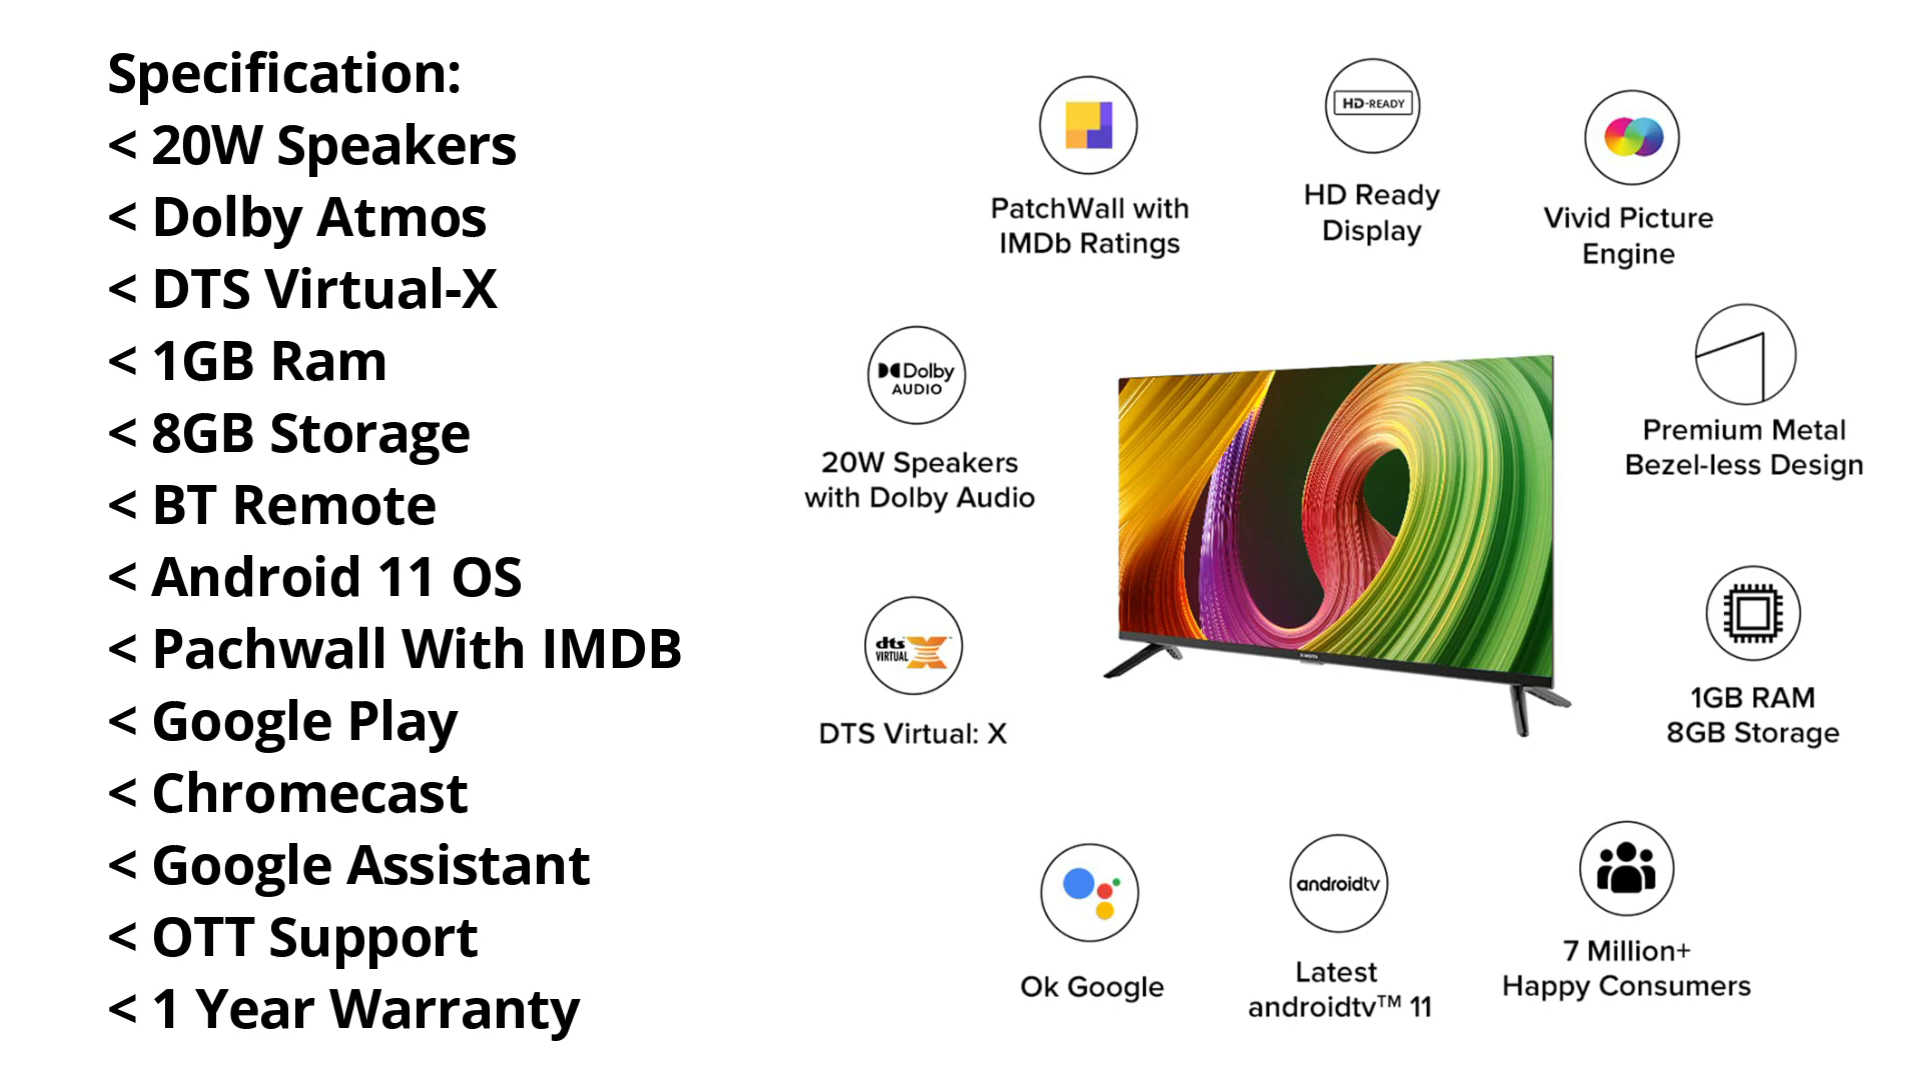 Specification:
< 20W Speakers
< Dolby Atmos
< DTS Virtual-X
< 1GB Ram
< 8GB Storage
< BT Remote
< Android 11 OS
< Pachwall With IMDB
< Google Play
< Chromecast
< Google Assistant
< OTT Support
< 1 Year Warranty
PatchWall with
IMDb Ratings
HD-READY
HD Ready
Display
Vivid Picture
Engine
Dolby
AUDIO
20W Speakers
with Dolby Audio
Premium Metal
Bezel-less Design
dts
VIRTUAL X
DTS Virtual: X
1GB RAM
8GB Storage
Ok Google
androidtv
Latest
androidtv™ 11
7 Million+
Happy Consumers